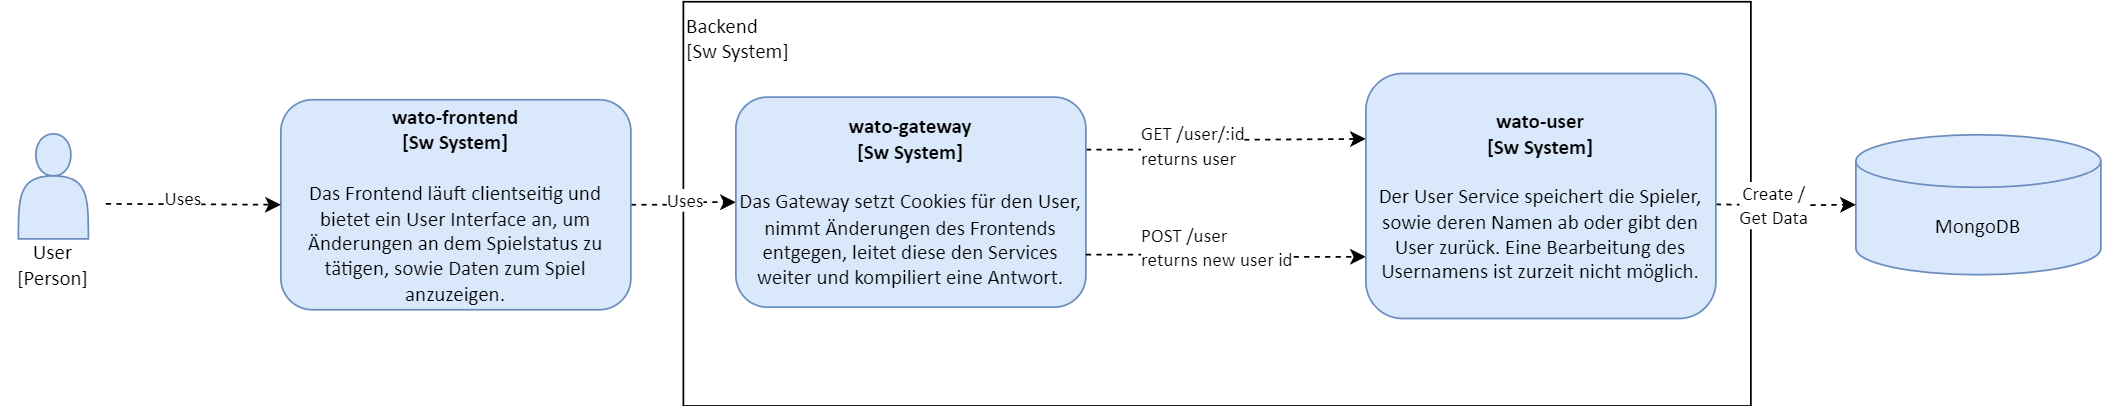 Backend
[Sw System]
User
[Person]
Uses
wato-frontend
[Sw System]
Das Frontend läuft clientseitig und
bietet ein User Interface an, um
Änderungen an dem Spielstatus zu
tätigen, sowie Daten zum Spiel
anzuzeigen.
Uses
wato-gateway
[Sw System]
Das Gateway setzt Cookies für den User,
nimmt Änderungen des Frontends
entgegen, leitet diese den Services
weiter und kompiliert eine Antwort.
GET /user/:id
returns user
POST /user
returns new user id
wato-user
[Sw System]
Der User Service speichert die Spieler,
sowie deren Namen ab oder gibt den
User zurück. Eine Bearbeitung des
Usernamens ist zurzeit nicht möglich.
Create /
Get Data
MongoDB